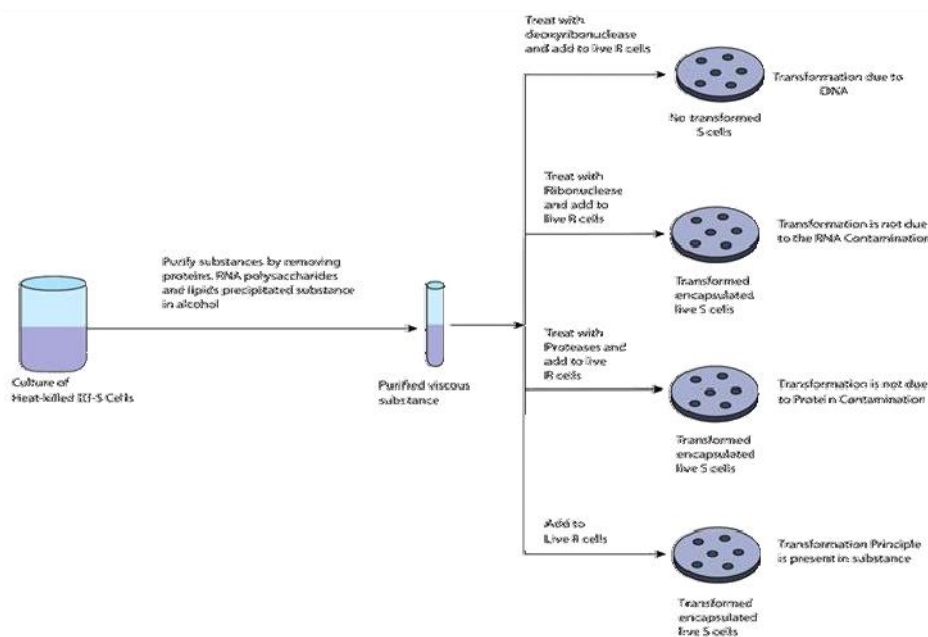 Treat with
deoxyribonuclease
and add to live R cells
No transformed
S cells
Transformation due to
DNA
Treat with
Ribonuclease
and add to
live R cells
Transformed
encapsulated
live S cells
Transformation is not due
to the RNA Contamination
Purify substances by removing
proteins, RNA polysaccharides
and lipids precipitated substance
in alcohol
Culture of
Heat-killed III-S Cells
Purified viscous
substance
Treat with
Proteases and
add to live
R cells
Transformed
encapsulated
live S cells
Transformation is not due
to Protein Contamination
Add to
Live R cells
Transformed
encapsulated
live S cells
Transformation Principle
is present in substance